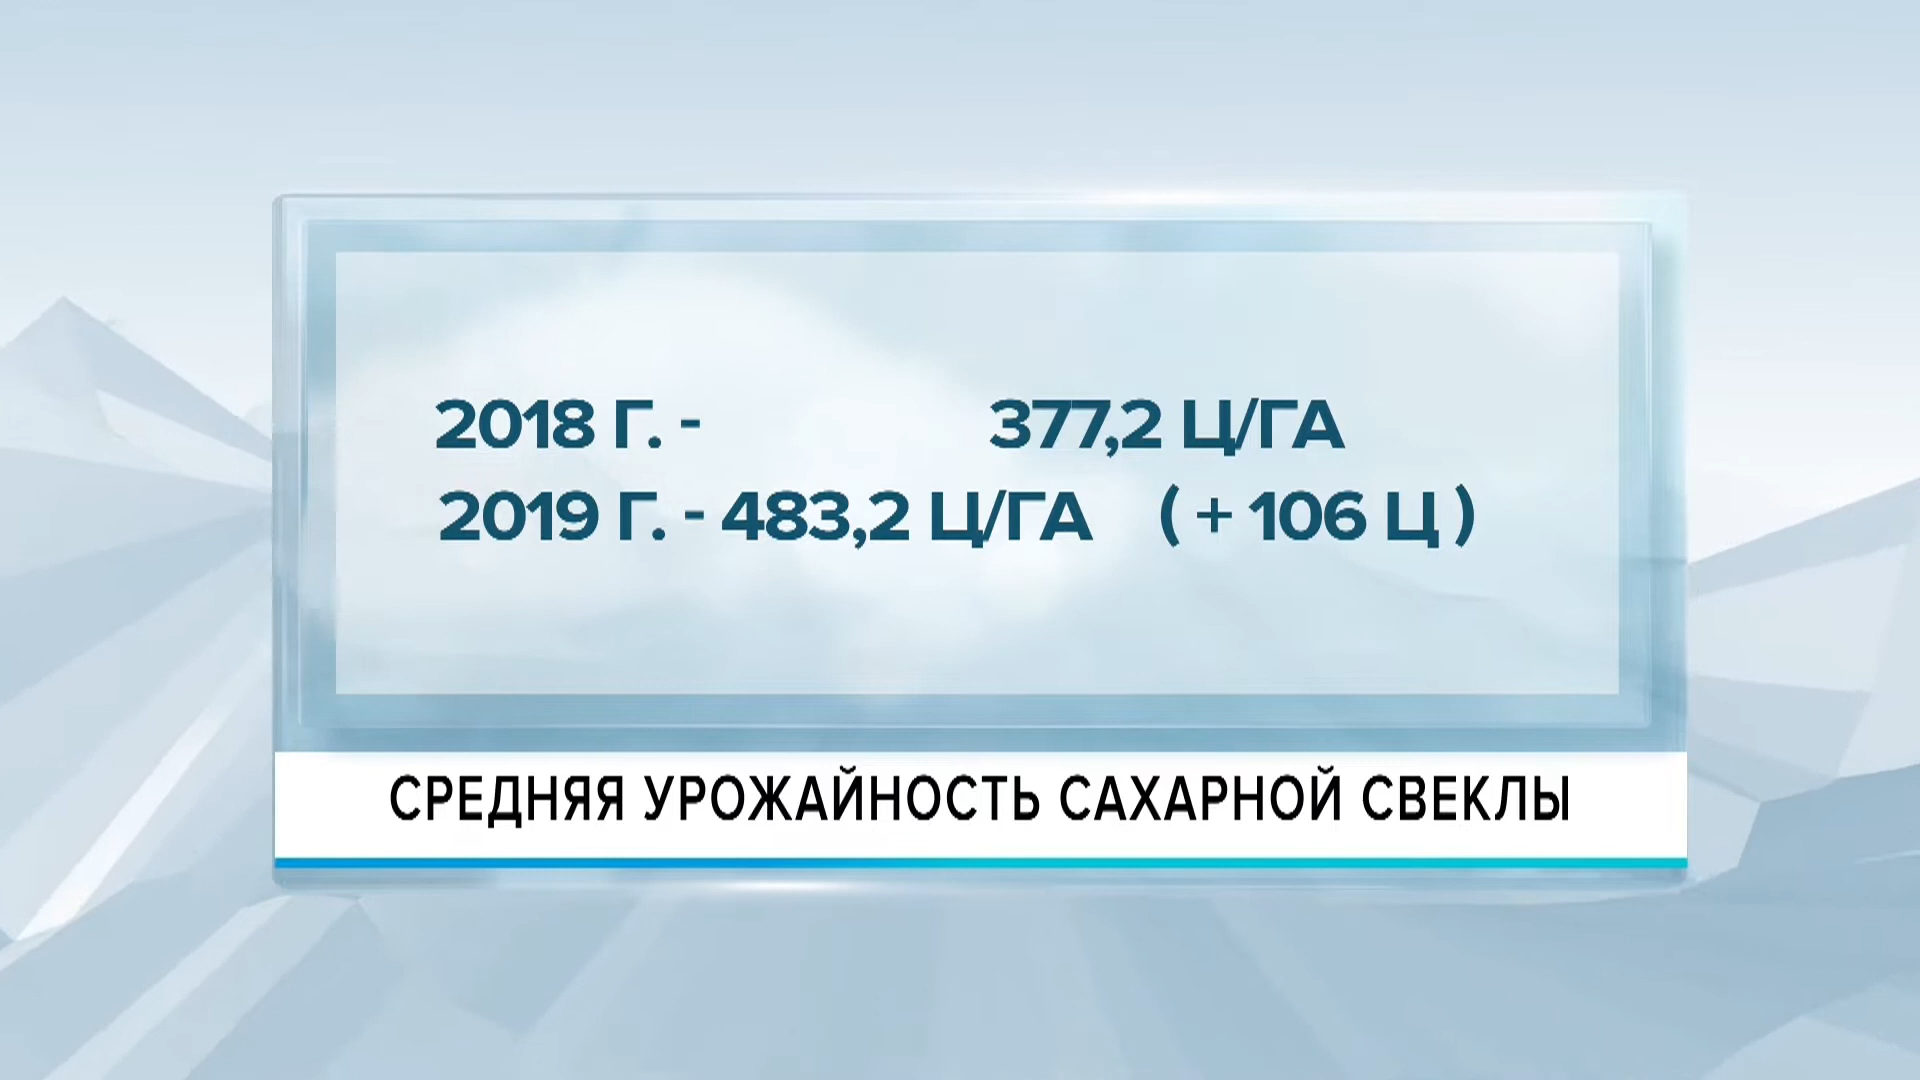 2018 Г. - 377,2 Ц/ГА
2019 Г. - 483,2 Ц/ГА ( + 106 Ц )
СРЕДНЯЯ УРОЖАЙНОСТЬ САХАРНОЙ СВЕКЛЫ